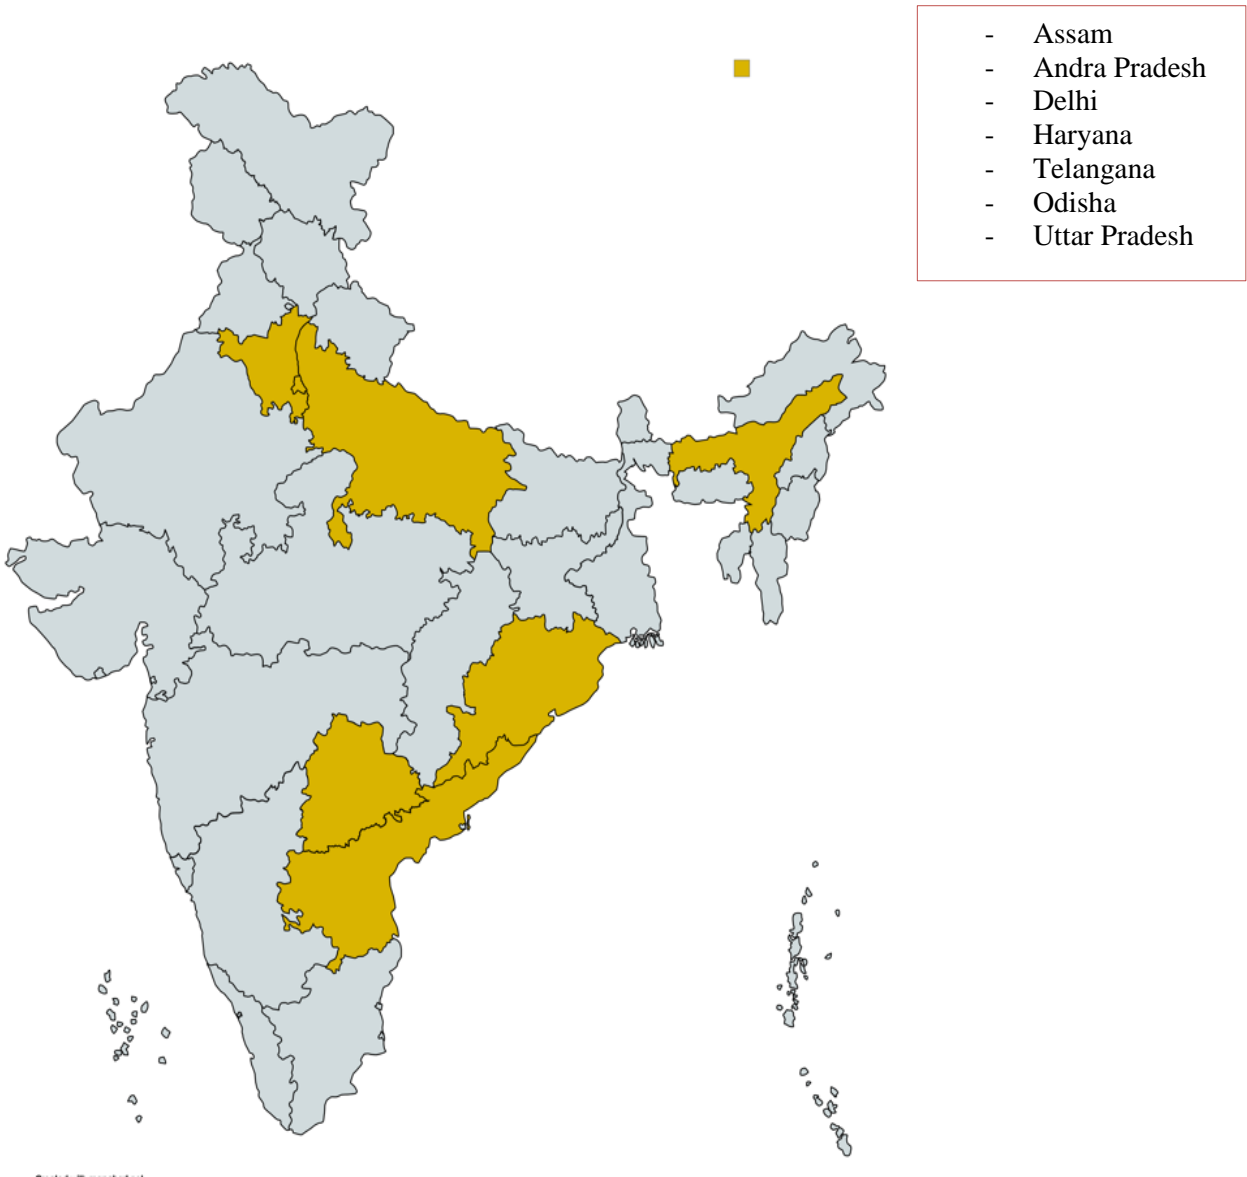 - Assam
- Andra Pradesh
- Delhi
- Haryana
- Telangana
- Odisha
- Uttar Pradesh